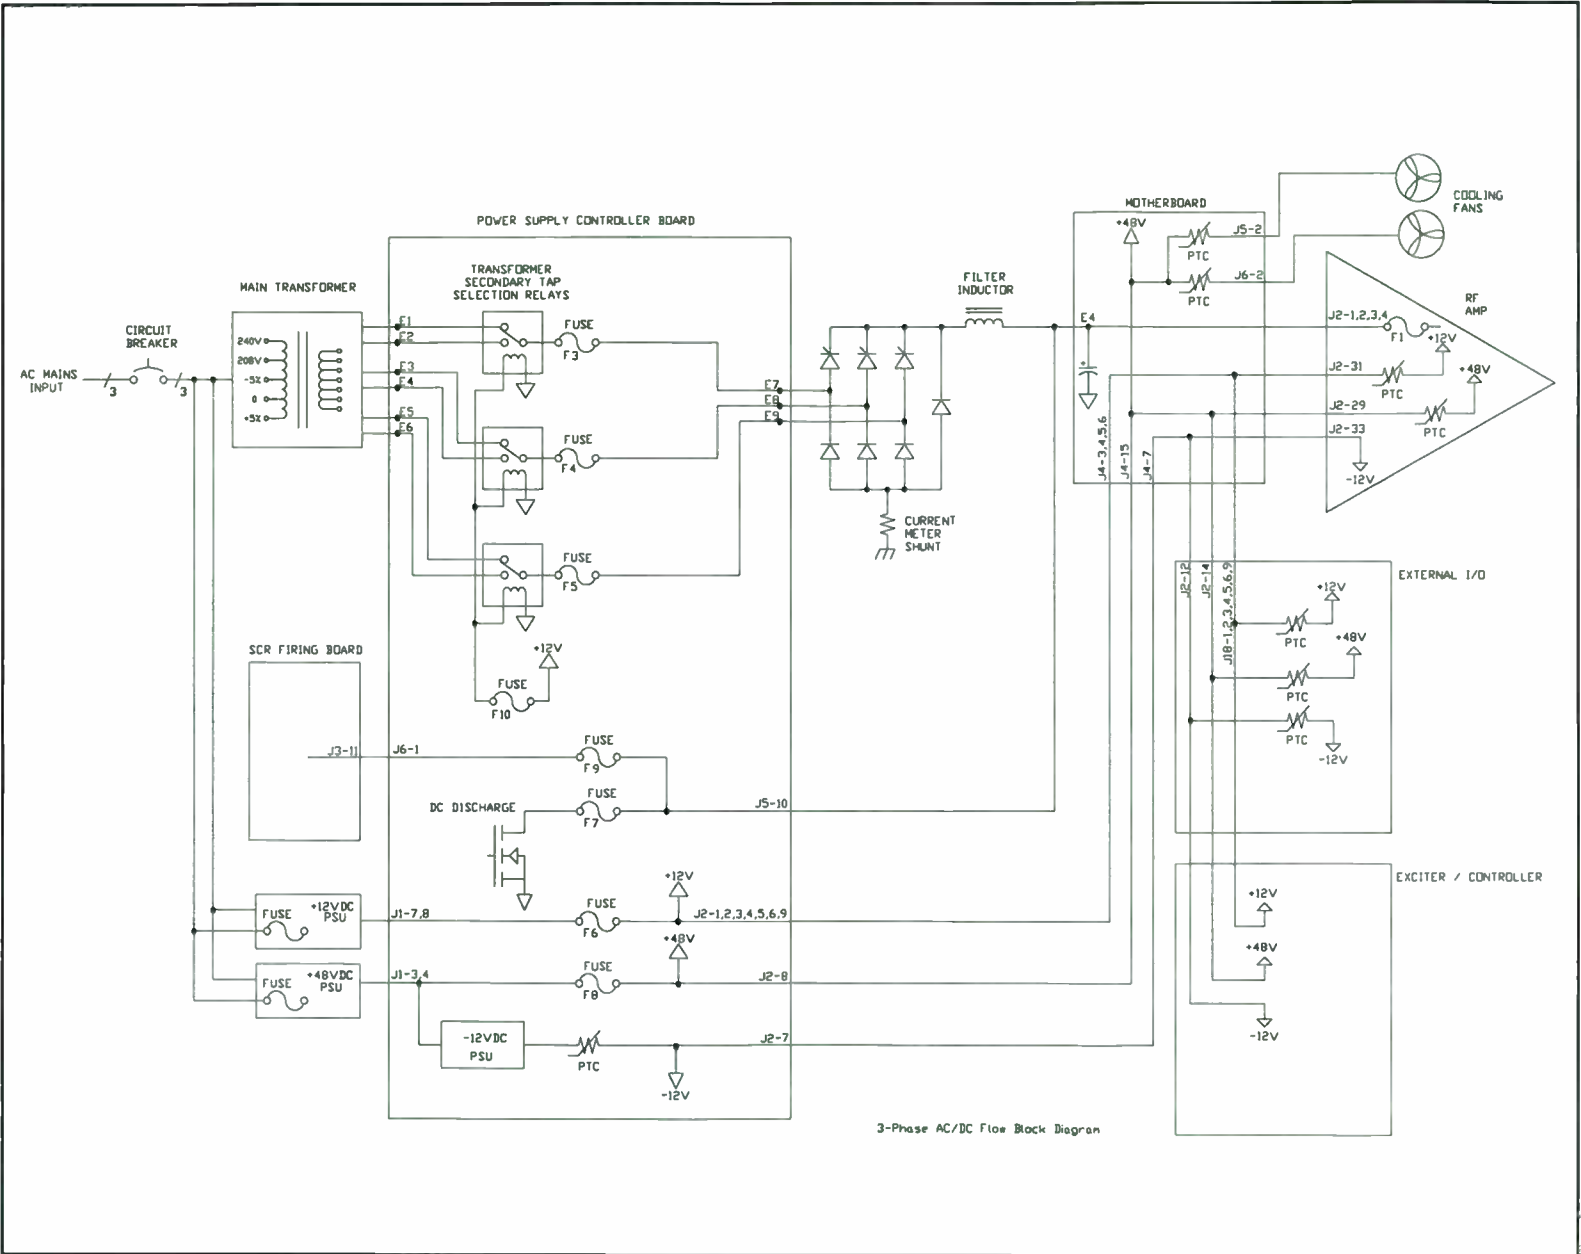 COOLING
FANS
MOTHERBOARD
+48V
J5-2
PTC
J6-2
PTC
POWER SUPPLY CONTROLLER BOARD
TRANSFORMER
SECONDARY TAP
SELECTION RELAYS
MAIN TRANSFORMER
FILTER
INDUCTOR
RF
AMP
CIRCUIT
BREAKER
AC MAINS
INPUT
3
3
240V
208V
-5%
0
+5%
E1
E2
E3
E4
E5
E6
FUSE
F3
FUSE
F4
FUSE
F5
E7
E8
E9
E4
+
J2-1,2,3,4
F1
+12V
J2-31
PTC
+48V
J2-29
PTC
J2-33
-12V
J4-3,4,5,6
J4-15
J4-7
CURRENT
METER
SHUNT
EXTERNAL I/O
J2-12
J2-14
J18-1,2,3,4,5,6,9
+12V
PTC
+48V
PTC
PTC
-12V
SCR FIRING BOARD
+12V
FUSE
F10
J3-11
J6-1
FUSE
F9
DC DISCHARGE
FUSE
F7
J5-10
EXCITER / CONTROLLER
+12V
+48V
-12V
FUSE
+12VDC
PSU
J1-7,8
FUSE
F6
+12V
J2-1,2,3,4,5,6,9
FUSE
+48VDC
PSU
J1-3,4
FUSE
F8
+48V
J2-8
-12VDC
PSU
PTC
J2-7
-12V
3-Phase AC/DC Flow Block Diagram